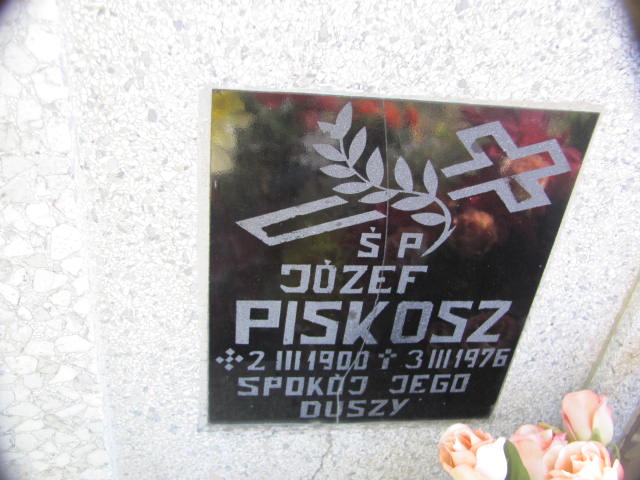 Ś P
JÓZEF
PISKOSZ
2 III 1900 † 3 III 1976
SPOKÓJ JEGO
DUSZY